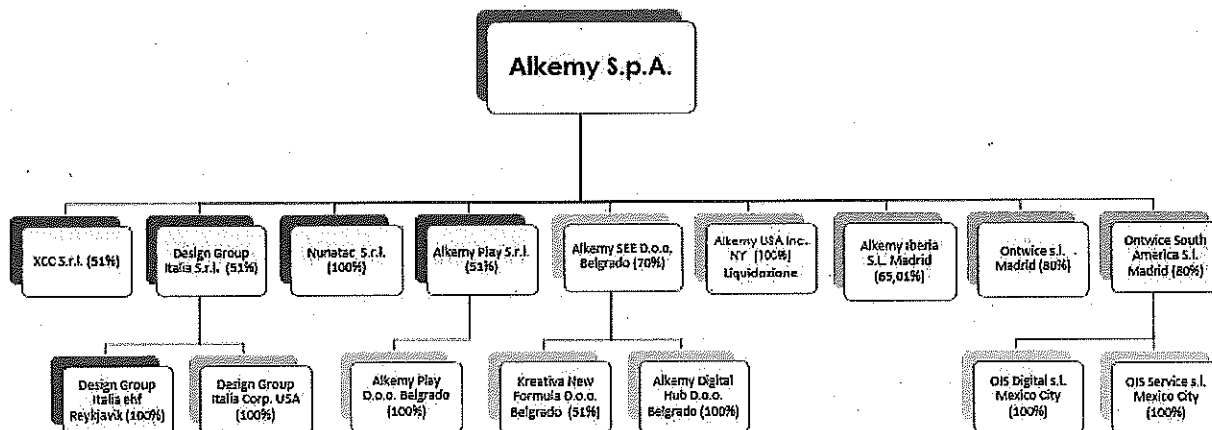 Alkemy S.p.A.
XCC S.r.l. (51%)
Design Group
Italia S.r.l. (51%)
Nunatac S.r.l.
(100%)
Alkemy Play S.r.l.
(51%)
Alkemy SEE D.o.o,
Belgrado (70%)
Alkemy USA Inc.
NY (100%)
Liquidazione
Alkemy Iberia
S.L. Madrid
(65,01%)
Ontwice s.l.
Madrid (80%)
Ontwice South
America S.l.
Madrid (80%)
Design Group
Italia ehf
Reykjavik (100%)
Design Group
Italia Corp. USA
(100%)
Alkemy Play
D.o.o. Belgrado
(100%)
Kreativa New
Formula D.o.o.
Belgrado (51%)
Alkemy Digital
Hub D.o.o.
Belgrado (100%)
OIS Digital s.l.
Mexico City
(100%)
OIS Service s.l.
Mexico City
(100%)